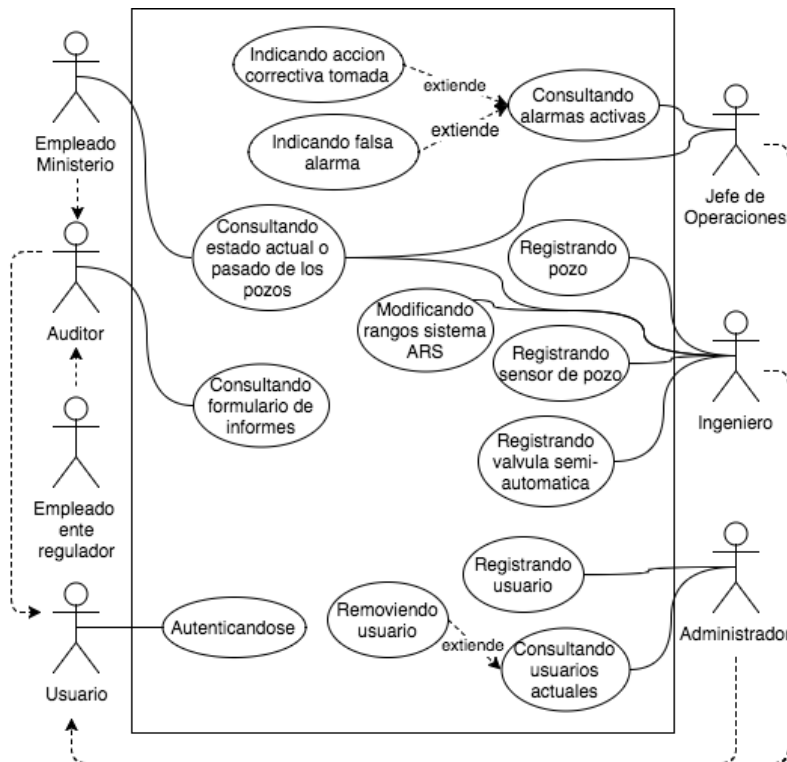 Indicando accion
correctiva tomada
extiende
Consultando
alarmas activas
extiende
Indicando falsa
alarma
Empleado
Ministerio
Jefe de
Operaciones
Consultando
estado actual o
pasado de los
pozos
Registrando
pozo
Auditor
Modificando
rangos sistema
ARS
Registrando
sensor de pozo
Consultando
formulario de
informes
Ingeniero
Registrando
valvula semi-
automatica
Empleado
ente
regulador
Registrando
usuario
Removiendo
usuario
Autenticandose
extiende
Consultando
usuarios
actuales
Administrador
Usuario